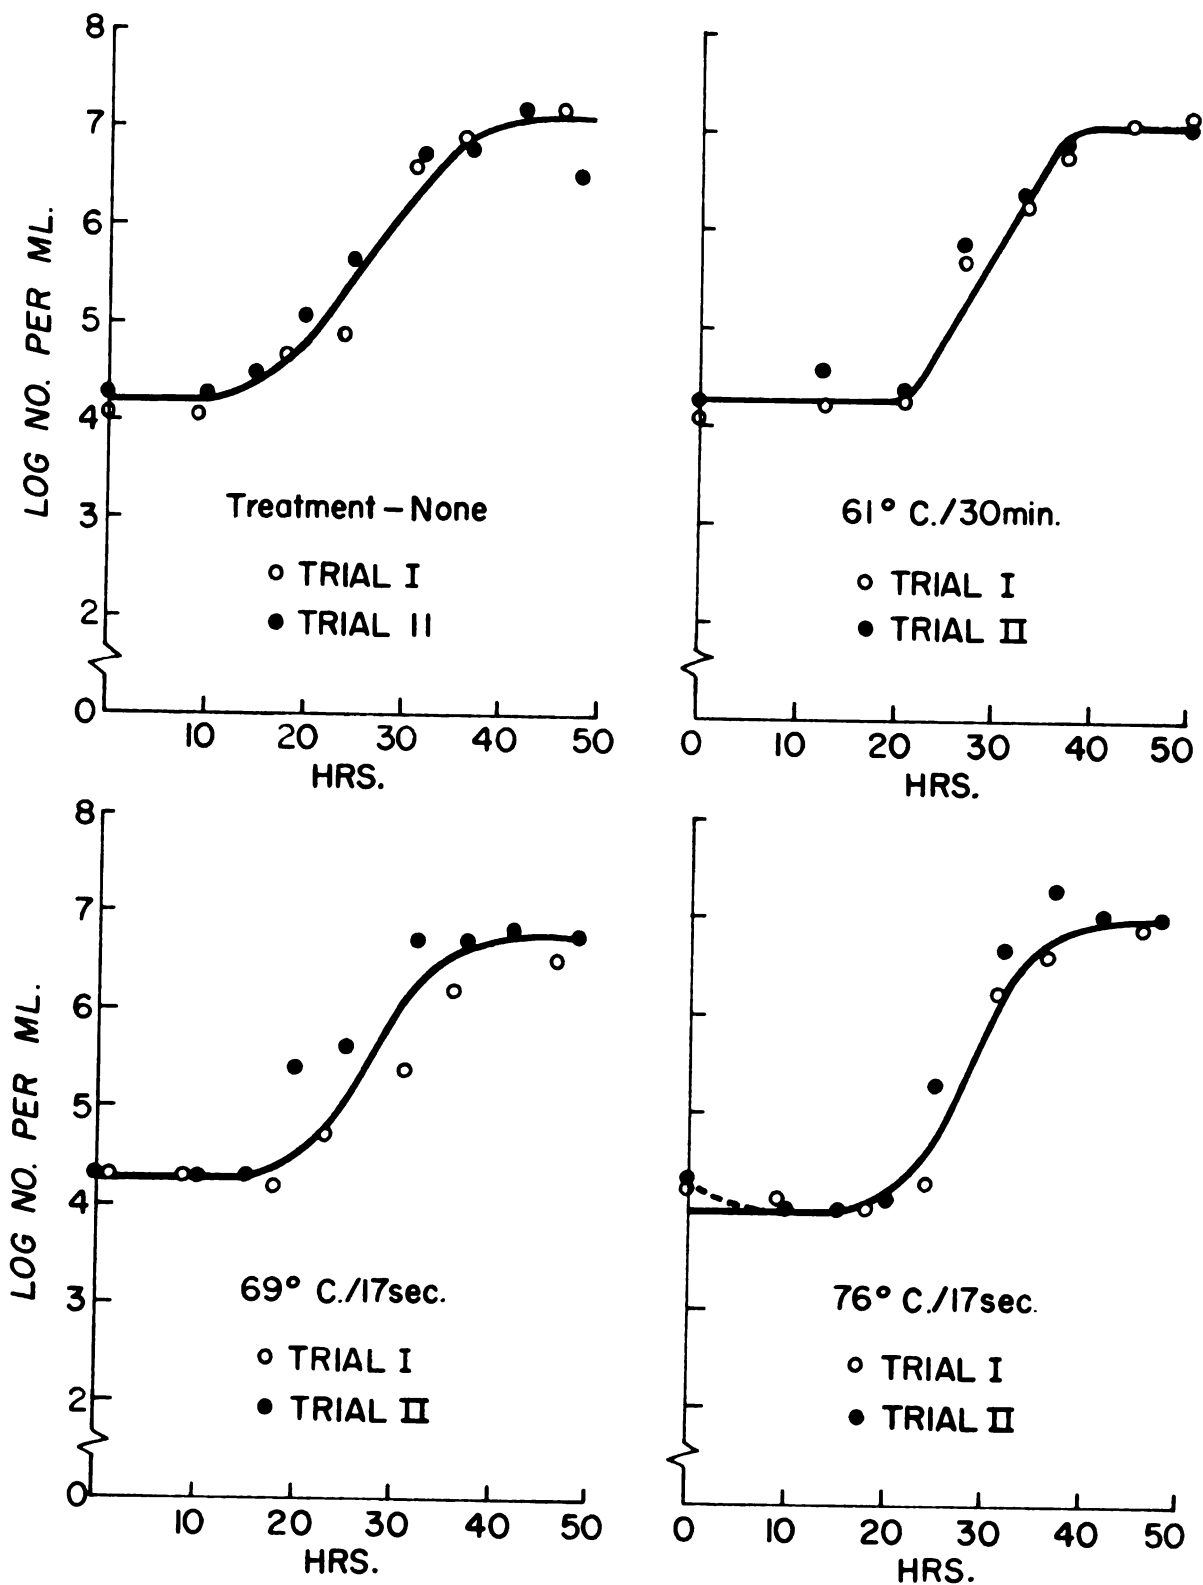 8
7
6
5
4
3
2
0
LOG NO. PER ML.
Treatment – None
TRIAL I
TRIAL II
10 20 30 40 50
HRS.
61° C./30min.
TRIAL I
TRIAL II
0 10 20 30 40 50
HRS.
8
7
6
5
4
3
2
0
LOG NO. PER ML.
69° C./17sec.
TRIAL I
TRIAL II
10 20 30 40 50
HRS.
76° C./17sec.
TRIAL I
TRIAL II
0 10 20 30 40 50
HRS.